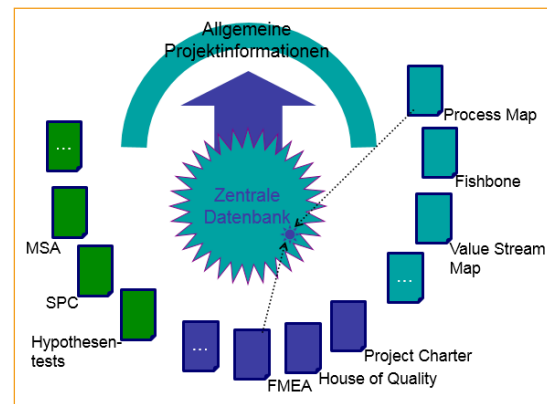 Allgemeine
Projektinformationen
Process Map
...
Fishbone
Zentrale
Datenbank
MSA
Value Stream
Map
SPC
...
Hypothesen-
tests
...
Project Charter
House of Quality
FMEA